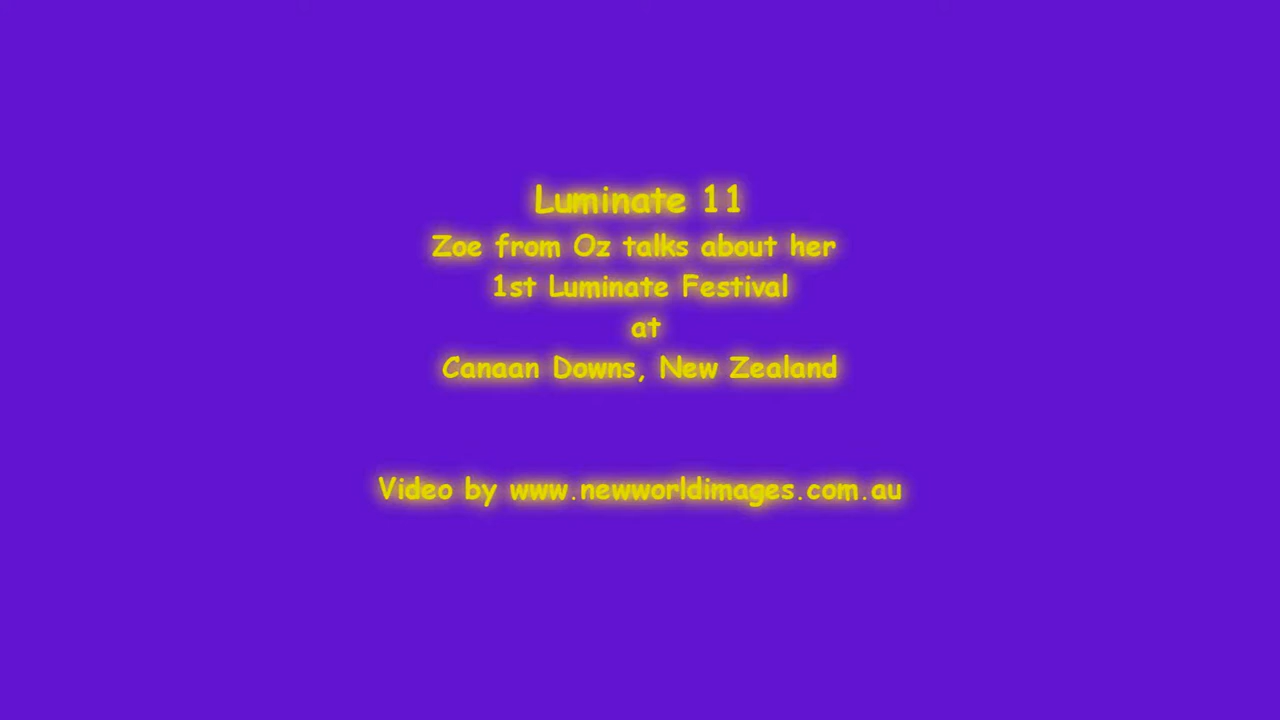 Luminate 11
Zoe from Oz talks about her
1st Luminate Festival
at
Canaan Downs, New Zealand
Video by www.newworldimages.com.au